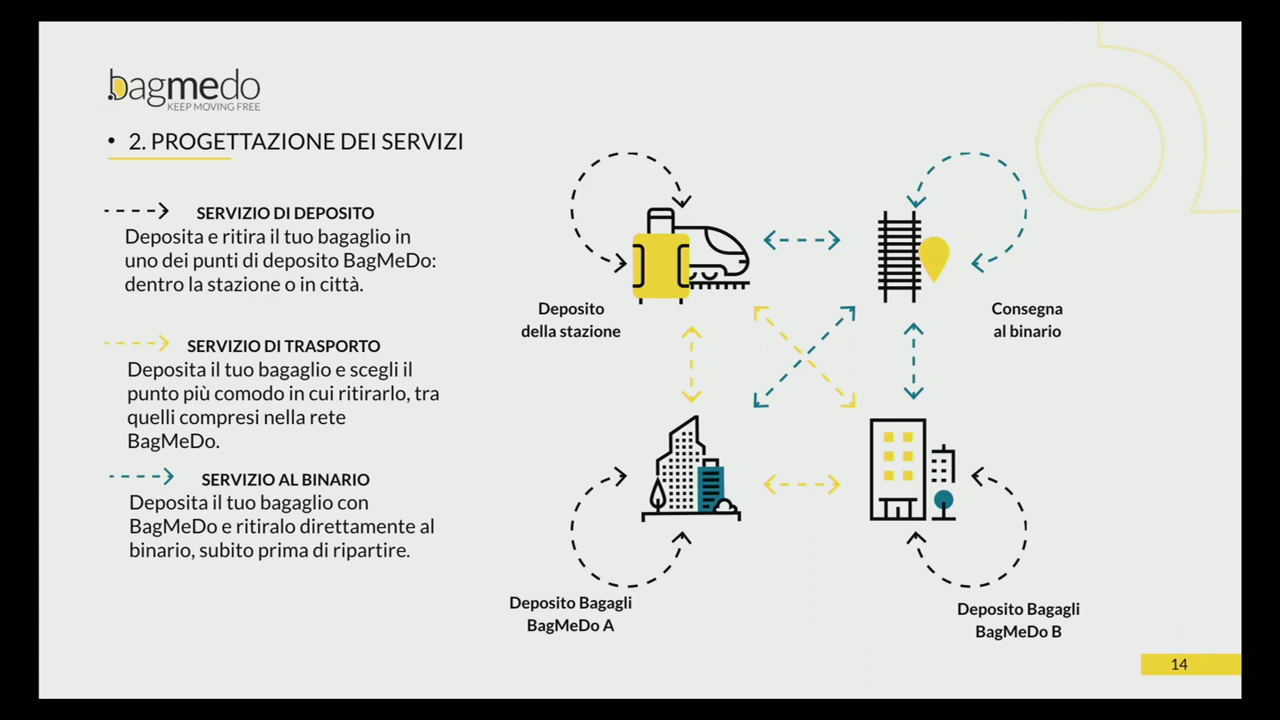 bagmedo
KEEP MOVING FREE
• 2. PROGETTAZIONE DEI SERVIZI
SERVIZIO DI DEPOSITO
Deposita e ritira il tuo bagaglio in
uno dei punti di deposito BagMeDo:
dentro la stazione o in città.
SERVIZIO DI TRASPORTO
Deposita il tuo bagaglio e scegli il
punto più comodo in cui ritirarlo, tra
quelli compresi nella rete
BagMeDo.
SERVIZIO AL BINARIO
Deposita il tuo bagaglio con
BagMeDo e ritiralo direttamente al
binario, subito prima di ripartire.
Deposito
della stazione
Consegna
al binario
Deposito Bagagli
BagMeDo A
Deposito Bagagli
BagMeDo B
14